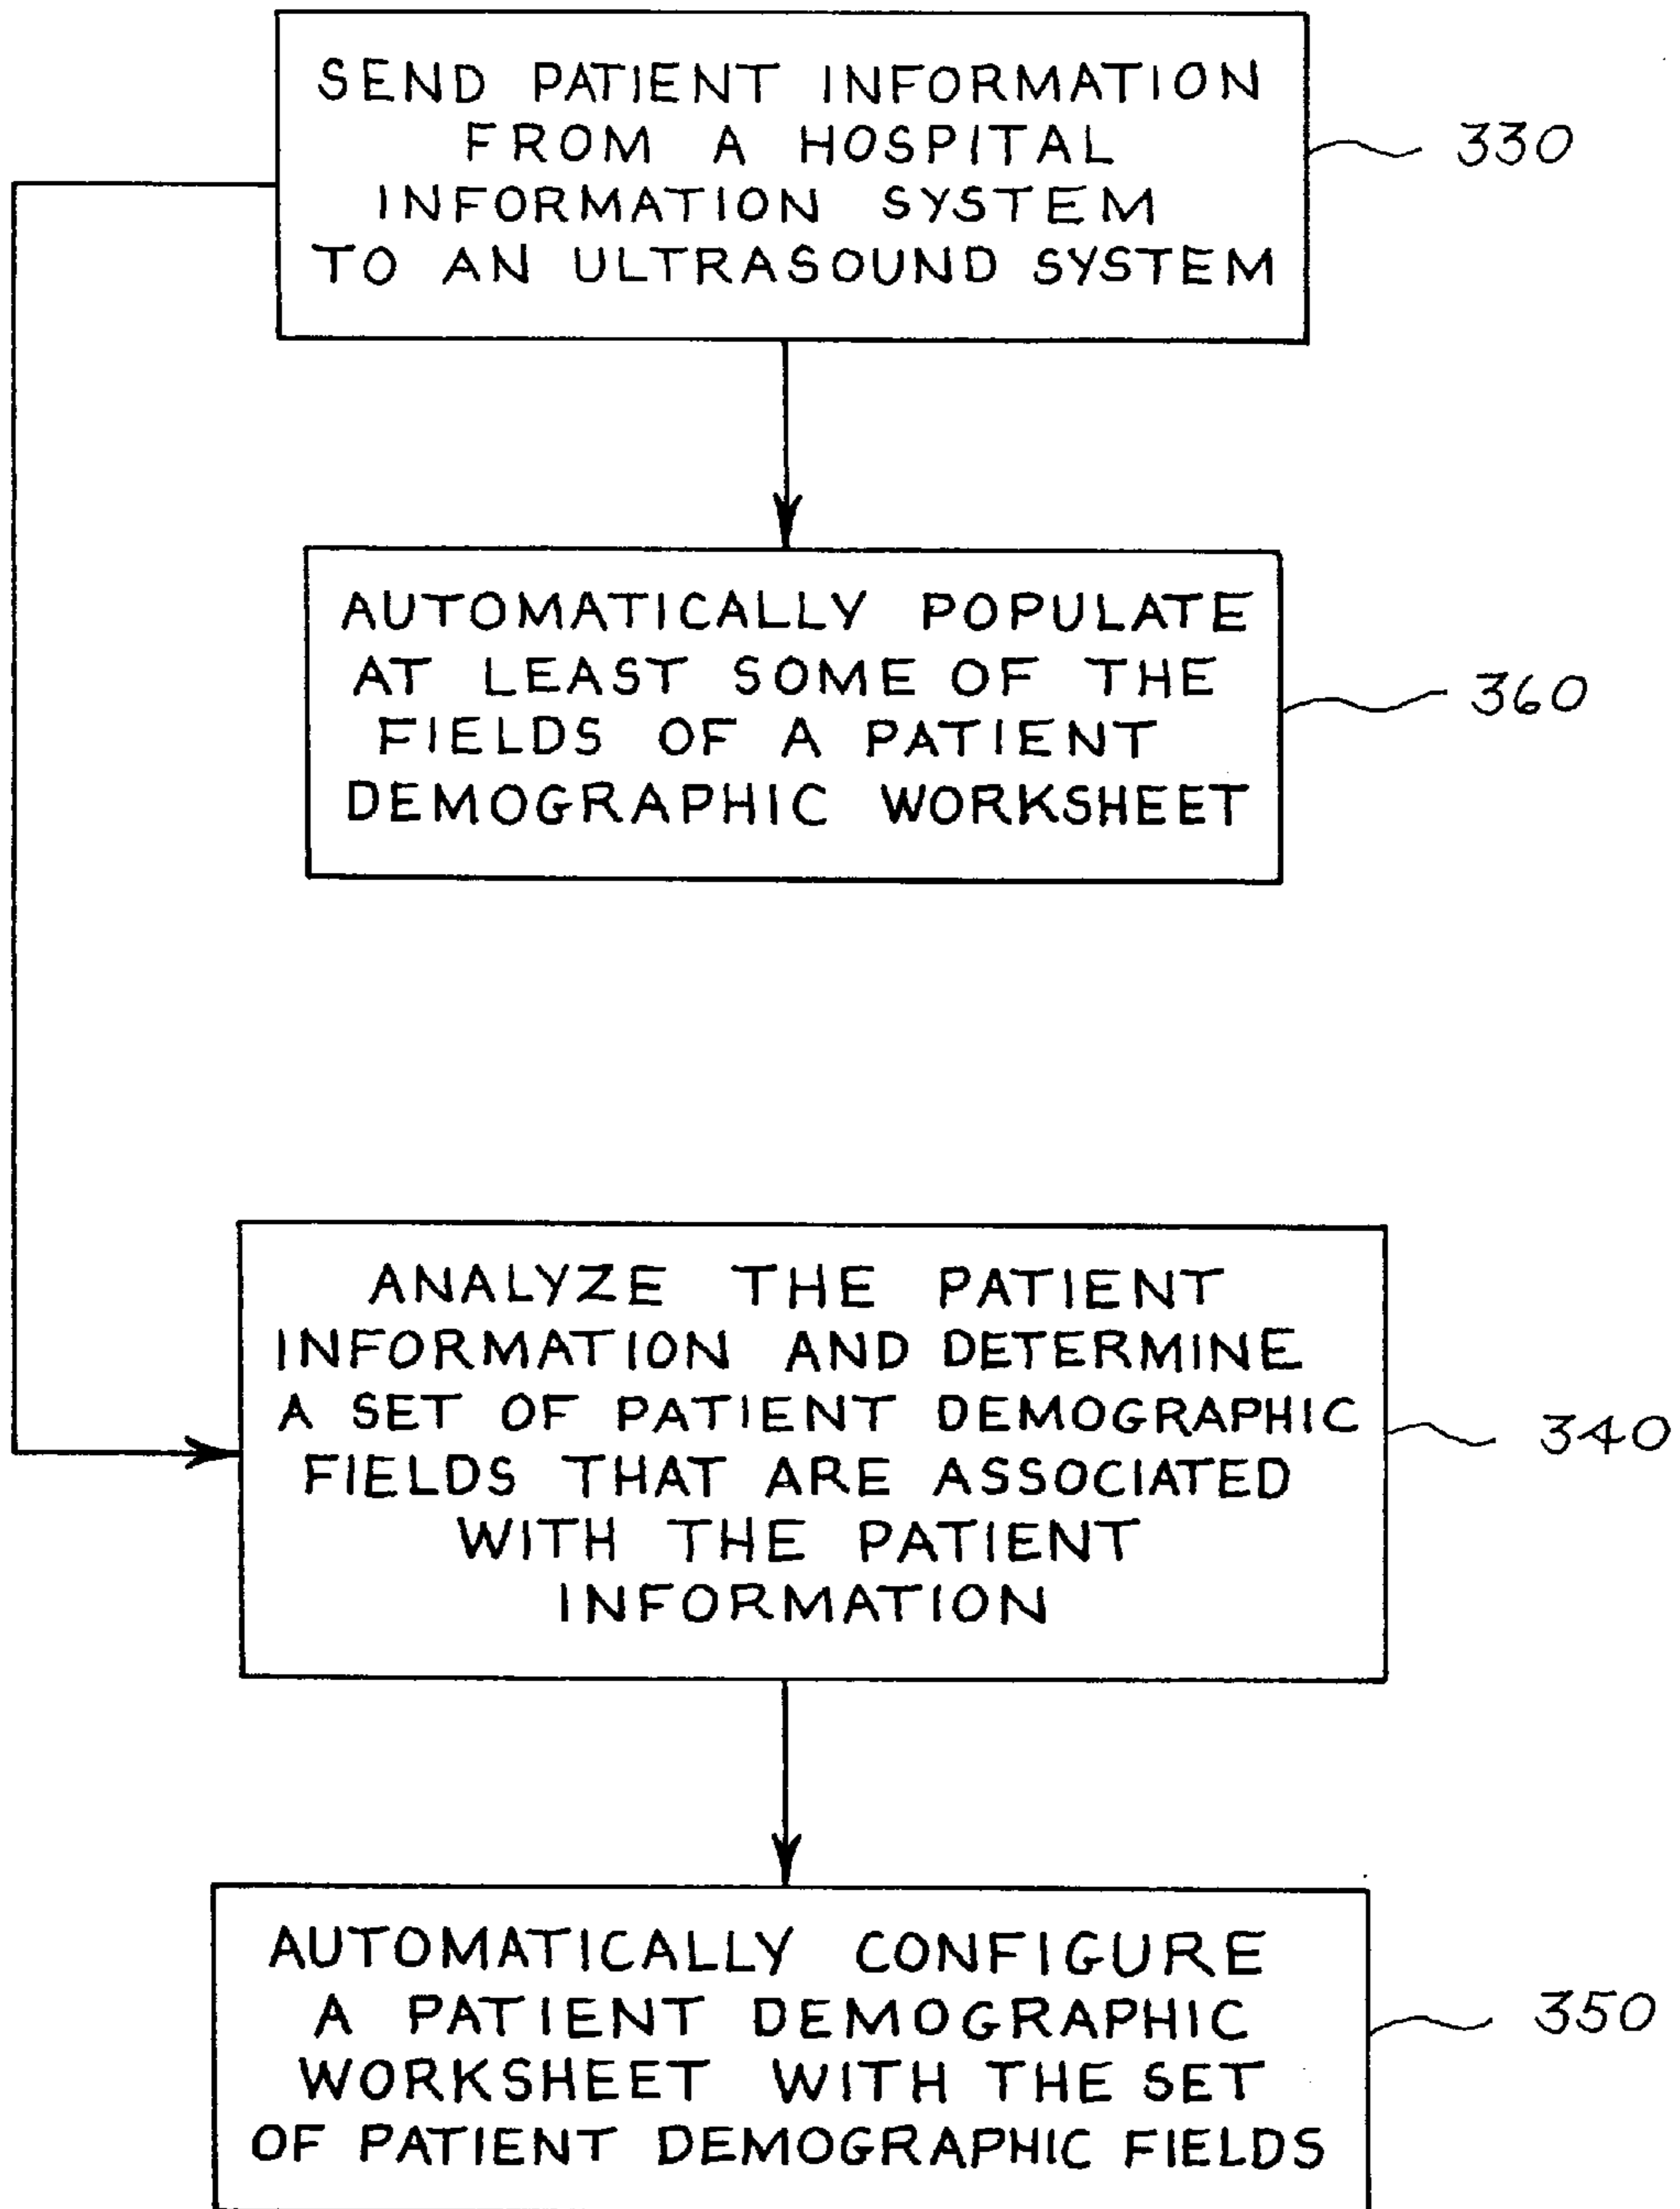 SEND PATIENT INFORMATION
FROM A HOSPITAL
INFORMATION SYSTEM
TO AN ULTRASOUND SYSTEM
330
AUTOMATICALLY POPULATE
AT LEAST SOME OF THE
FIELDS OF A PATIENT
DEMOGRAPHIC WORKSHEET
360
ANALYZE THE PATIENT
INFORMATION AND DETERMINE
A SET OF PATIENT DEMOGRAPHIC
FIELDS THAT ARE ASSOCIATED
WITH THE PATIENT
INFORMATION
340
AUTOMATICALLY CONFIGURE
A PATIENT DEMOGRAPHIC
WORKSHEET WITH THE SET
OF PATIENT DEMOGRAPHIC FIELDS
350